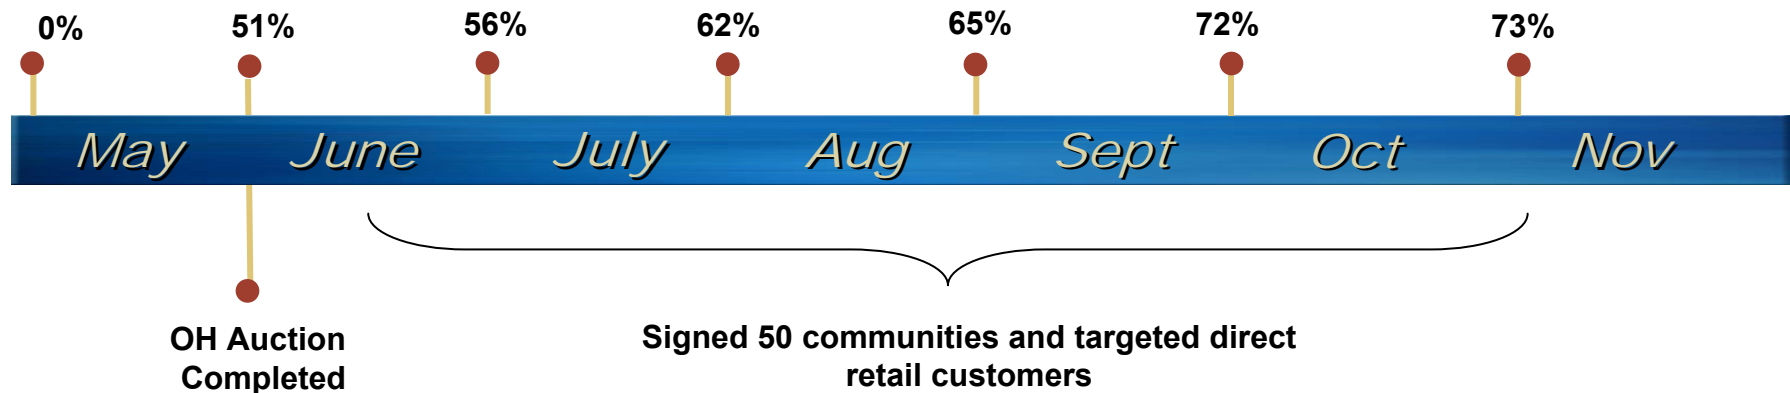 0% 51% 56% 62% 65% 72% 73%
May June July Aug Sept Oct Nov
OH Auction
Completed
Signed 50 communities and targeted direct
retail customers